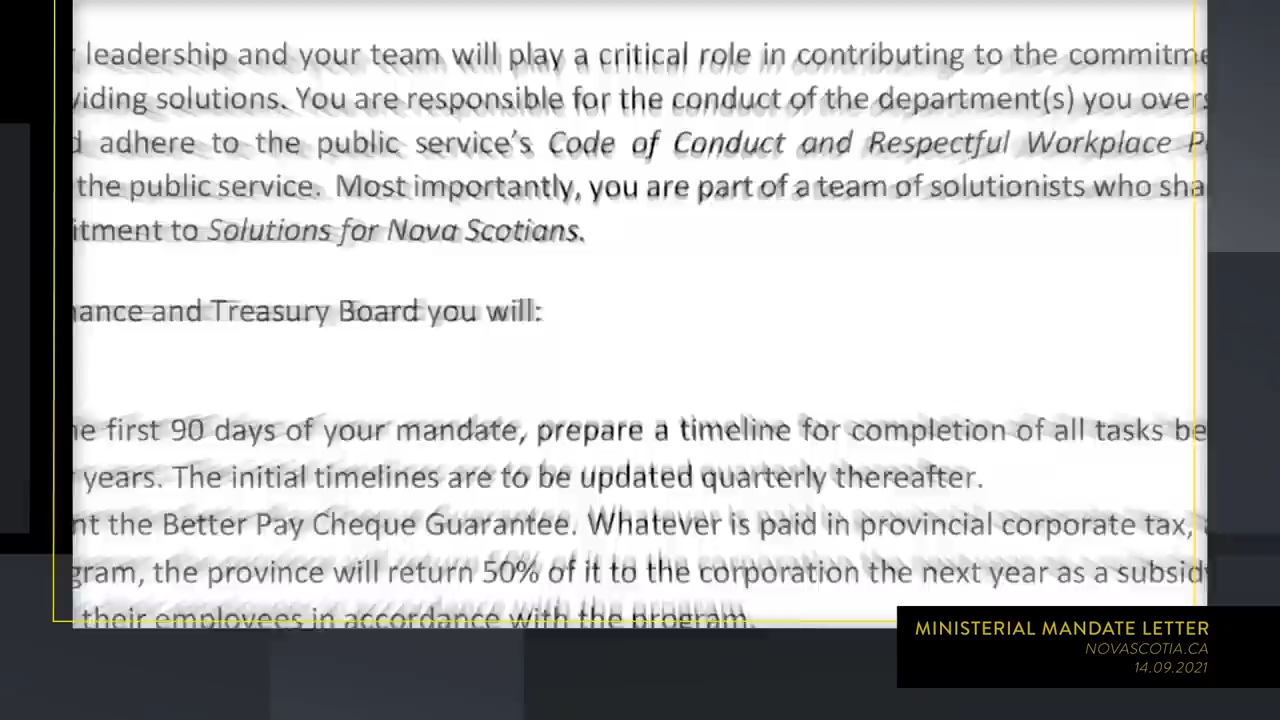 leadership and your team will play a critical role in contributing to the commitme
viding solutions. You are responsible for the conduct of the department(s) you overs
d adhere to the public service's Code of Conduct and Respectful Workplace P
the public service. Most importantly, you are part of a team of solutionists who sha
itment to Solutions for Nova Scotians.
nance and Treasury Board you will:
he first 90 days of your mandate, prepare a timeline for completion of all tasks be
years. The initial timelines are to be updated quarterly thereafter.
nt the Better Pay Cheque Guarantee. Whatever is paid in provincial corporate tax,
gram, the province will return 50% of it to the corporation the next year as a subsid
their employees in accordance with the program.
MINISTERIAL MANDATE LETTER
NOVASCOTIA.CA
14.09.2021